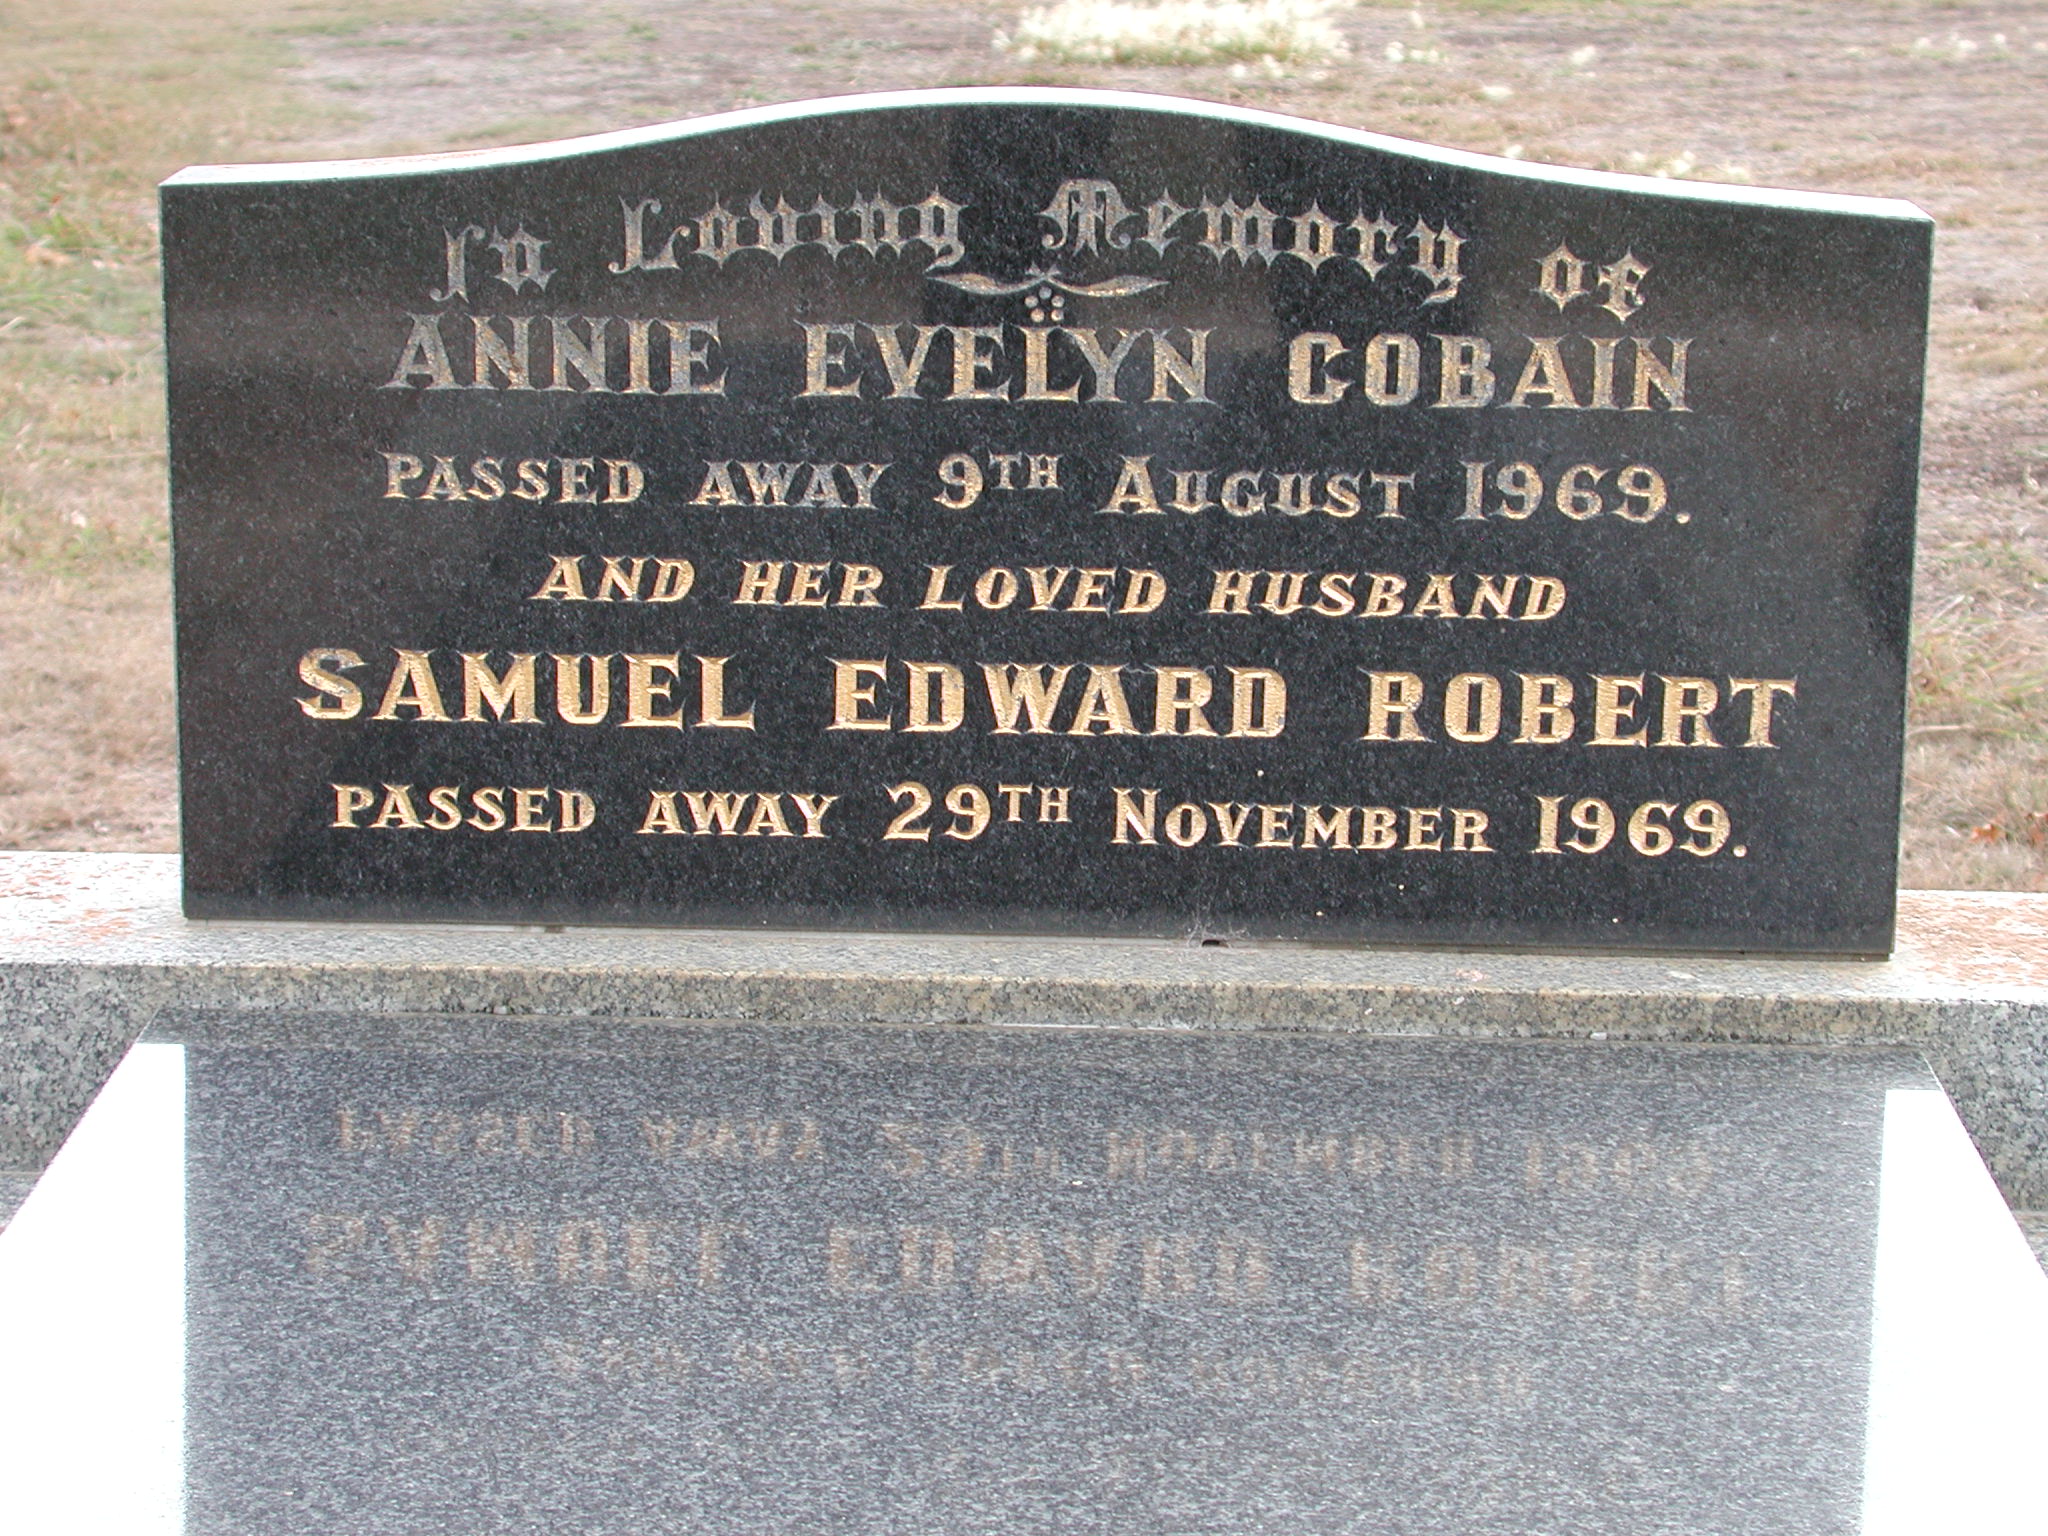 In Loving Memory of
ANNIE EVELYN COBAIN
PASSED AWAY 9TH AUGUST 1969.
AND HER LOVED HUSBAND
SAMUEL EDWARD ROBERT
PASSED AWAY 29TH NOVEMBER 1969.